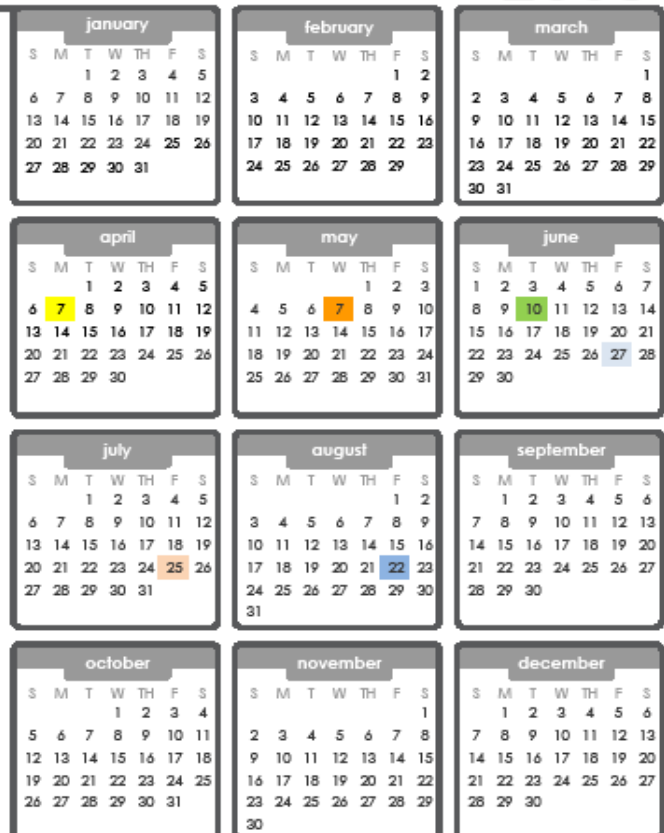 january
S M T W TH F S
1 2 3 4 5
6 7 8 9 10 11 12
13 14 15 16 17 18 19
20 21 22 23 24 25 26
27 28 29 30 31
february
S M T W TH F S
1 2
3 4 5 6 7 8 9
10 11 12 13 14 15 16
17 18 19 20 21 22 23
24 25 26 27 28 29
march
S M T W TH F S
1
2 3 4 5 6 7 8
9 10 11 12 13 14 15
16 17 18 19 20 21 22
23 24 25 26 27 28 29
30 31
april
S M T W TH F S
1 2 3 4 5
6 7 8 9 10 11 12
13 14 15 16 17 18 19
20 21 22 23 24 25 26
27 28 29 30
may
S M T W TH F S
1 2 3
4 5 6 7 8 9 10
11 12 13 14 15 16 17
18 19 20 21 22 23 24
25 26 27 28 29 30 31
june
S M T W TH F S
1 2 3 4 5 6 7
8 9 10 11 12 13 14
15 16 17 18 19 20 21
22 23 24 25 26 27 28
29 30
july
S M T W TH F S
1 2 3 4 5
6 7 8 9 10 11 12
13 14 15 16 17 18 19
20 21 22 23 24 25 26
27 28 29 30 31
august
S M T W TH F S
1 2
3 4 5 6 7 8 9
10 11 12 13 14 15 16
17 18 19 20 21 22 23
24 25 26 27 28 29 30
31
september
S M T W TH F S
1 2 3 4 5 6
7 8 9 10 11 12 13
14 15 16 17 18 19 20
21 22 23 24 25 26 27
28 29 30
october
S M T W TH F S
1 2 3 4
5 6 7 8 9 10 11
12 13 14 15 16 17 18
19 20 21 22 23 24 25
26 27 28 29 30 31
november
S M T W TH F S
1
2 3 4 5 6 7 8
9 10 11 12 13 14 15
16 17 18 19 20 21 22
23 24 25 26 27 28 29
30
december
S M T W TH F S
1 2 3 4 5 6
7 8 9 10 11 12 13
14 15 16 17 18 19 20
21 22 23 24 25 26 27
28 29 30